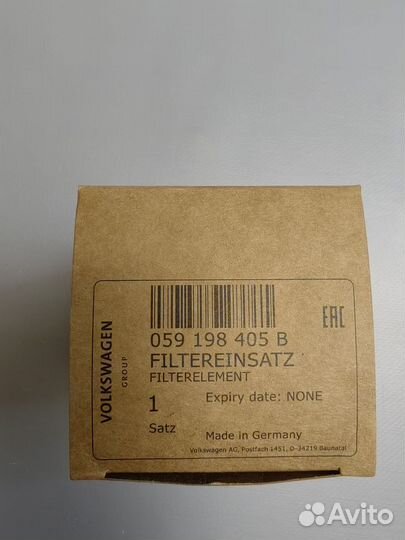 VOLKSWAGEN
GROUP
EAC
059 198 405 B
FILTEREINSATZ
FILTERELEMENT
1
Expiry date: NONE
Satz
Made in Germany
Volkswagen AG, Postfach 1451, D-34219 Baunatal
Avito